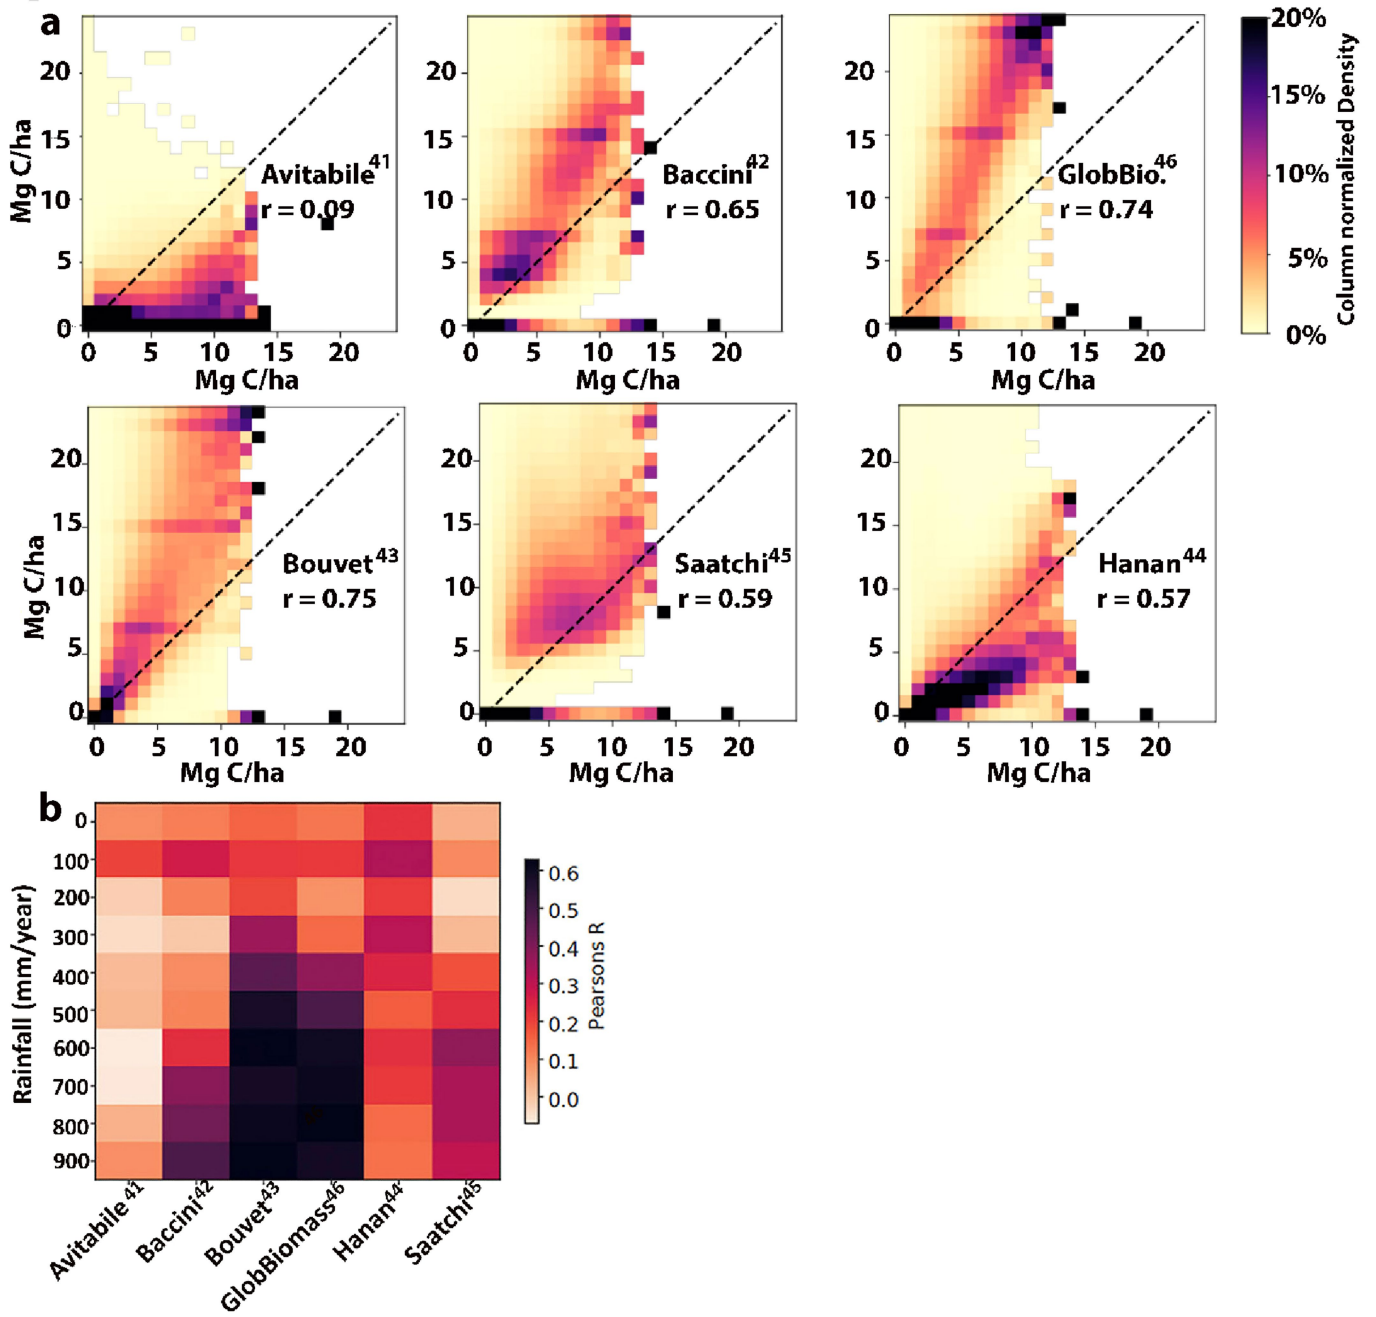 a
Mg C/ha
20
15
10
5
0
Avitabile41
r = 0.09
0 5 10 15 20
Mg C/ha
20
15
10
5
0
Baccini42
r = 0.65
0 5 10 15 20
Mg C/ha
20
15
10
5
0
GlobBio.46
r = 0.74
0 5 10 15 20
Mg C/ha
20%
15%
10%
5%
0%
Column normalized Density
Mg C/ha
20
15
10
5
0
Bouvet43
r = 0.75
0 5 10 15 20
Mg C/ha
20
15
10
5
0
Saatchi45
r = 0.59
0 5 10 15 20
Mg C/ha
20
15
10
5
0
Hanan44
r = 0.57
0 5 10 15 20
Mg C/ha
b
Rainfall (mm/year)
0
100
200
300
400
500
600
700
800
900
Avitabile41
Baccini42
Bouvet43
GlobBiomass46
Hanan44
Saatchi45
0.6
0.5
0.4
0.3
0.2
0.1
0.0
Pearsons R